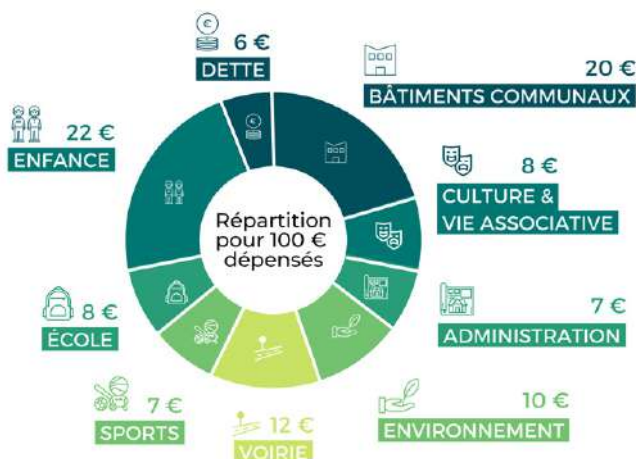 6 €
DETTE
20 €
BÂTIMENTS COMMUNAUX
22 €
ENFANCE
8 €
CULTURE &
VIE ASSOCIATIVE
Répartition
pour 100 €
dépensés
8 €
ÉCOLE
7 €
ADMINISTRATION
7 €
SPORTS
12 €
VOIRIE
10 €
ENVIRONNEMENT